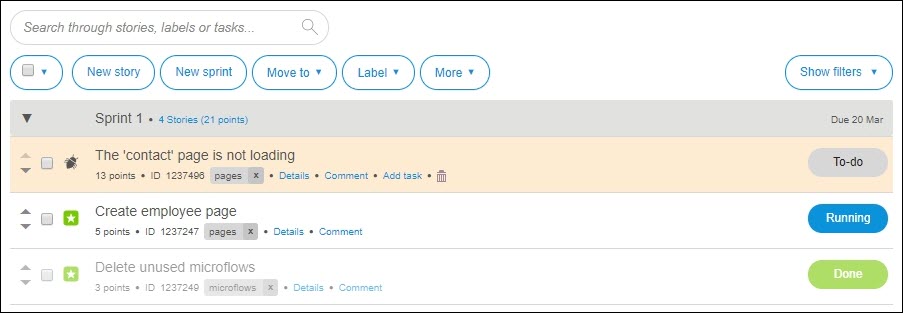 Search through stories, labels or tasks...
New story New sprint Move to Label More Show filters
Sprint 1 • 4 Stories (21 points) Due 20 Mar
The 'contact' page is not loading
To-do
13 points • ID 1237496 pages x • Details • Comment • Add task •
Create employee page
Running
5 points • ID 1237247 pages x • Details • Comment
Delete unused microflows
Done
3 points • ID 1237249 microflows x • Details • Comment